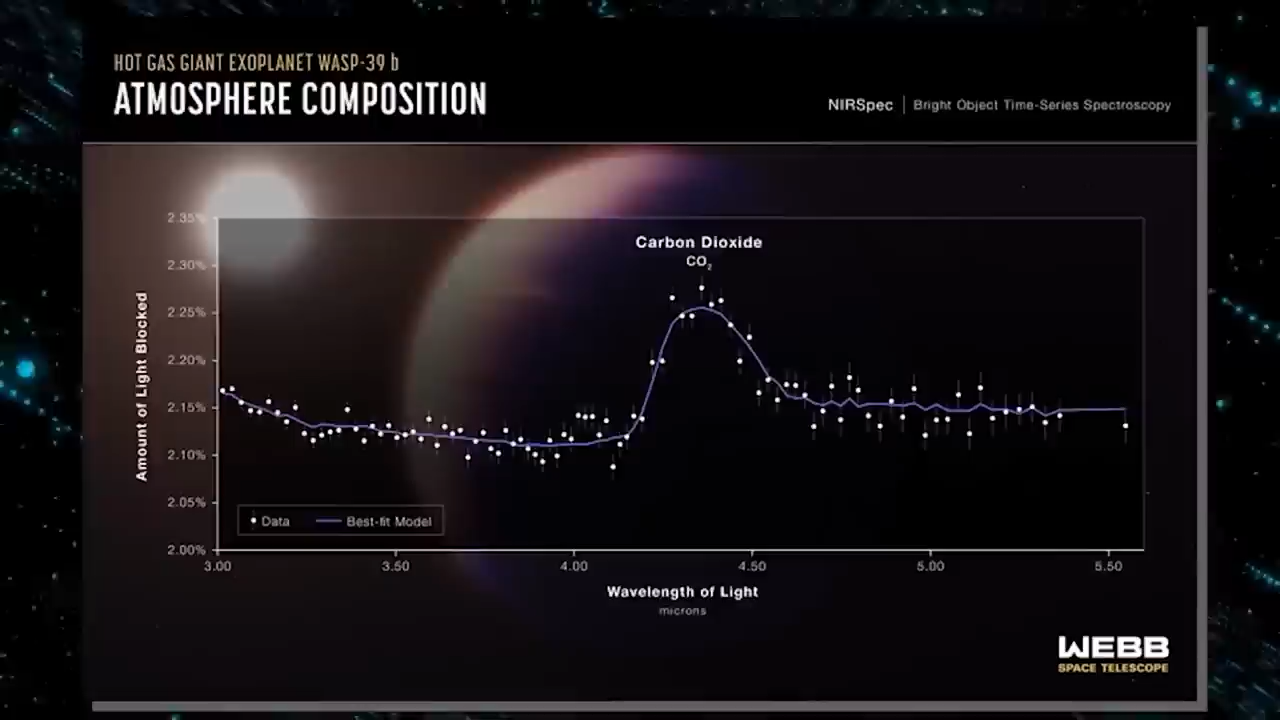 HOT GAS GIANT EXOPLANET WASP-39 b
ATMOSPHERE COMPOSITION
NIRSpec | Bright Object Time-Series Spectroscopy
2.35%
2.30%
2.25%
2.20%
2.15%
2.10%
2.05%
2.00%
Amount of Light Blocked
Carbon Dioxide
CO₂
Data
Best-fit Model
3.00 3.50 4.00 4.50 5.00 5.50
Wavelength of Light
microns
WEBB
SPACE TELESCOPE